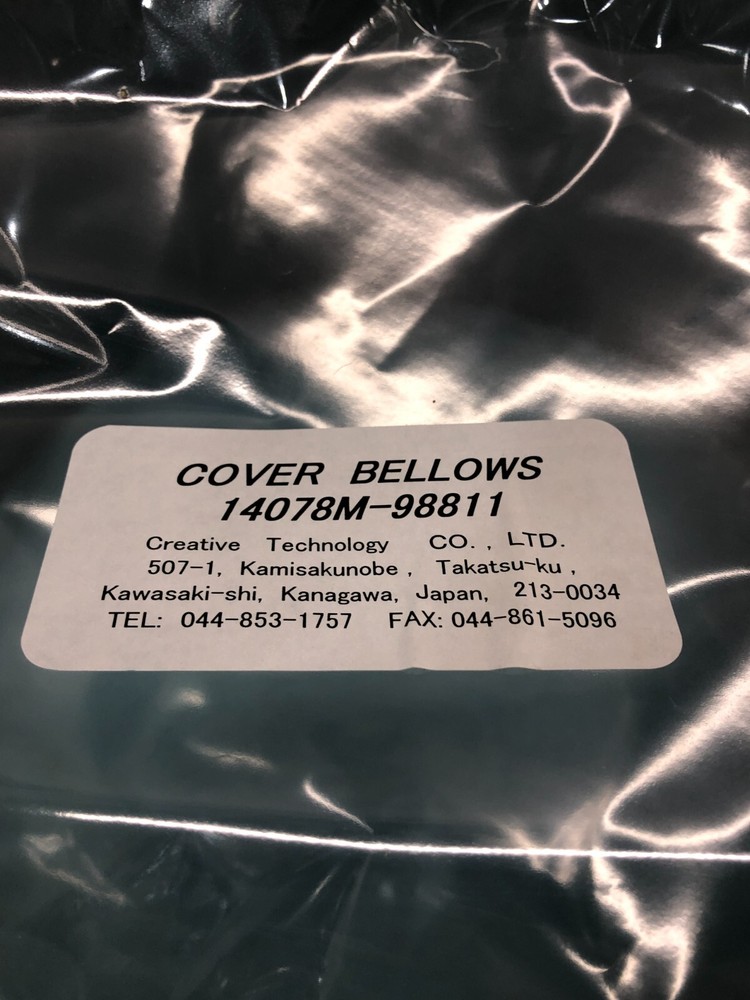 COVER BELLOWS
14078M-98811
Creative Technology CO., LTD.
507-1, Kamisakunobe, Takatsu-ku,
Kawasaki-shi, Kanagawa, Japan, 213-0034
TEL: 044-853-1757 FAX: 044-861-5096